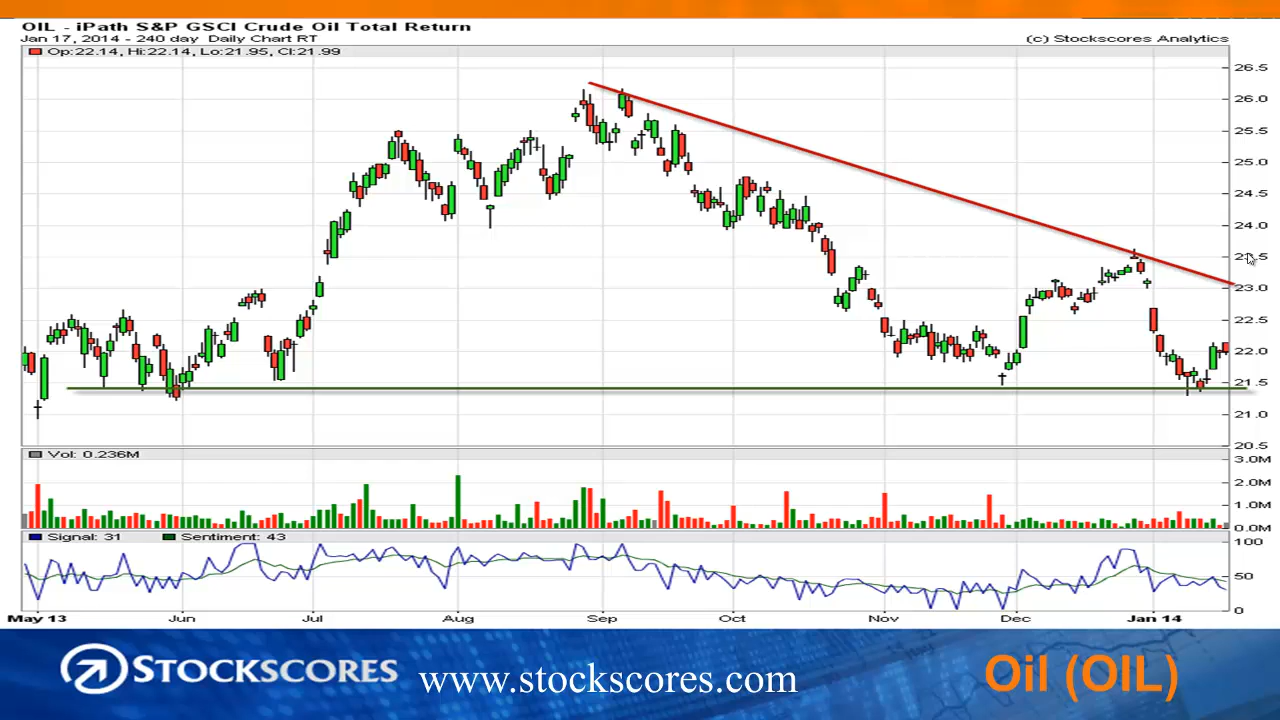 OIL - iPath S&P GSCI Crude Oil Total Return
Jan 17, 2014 - 240 day Daily Chart RT
(c) Stockscores Analytics
Op:22.14, Hi:22.14, Lo:21.95, Cl:21.99
26.5
26.0
25.5
25.0
24.5
24.0
23.0
22.5
22.0
21.5
21.0
20.5
Vol: 0.236M
3.0M
2.0M
1.0M
0.0M
Signal: 31 Sentiment: 43
100
50
0
May 13 Jun Jul Aug Sep Oct Nov Dec Jan 14
STOCKSCORES www.stockscores.com Oil (OIL)